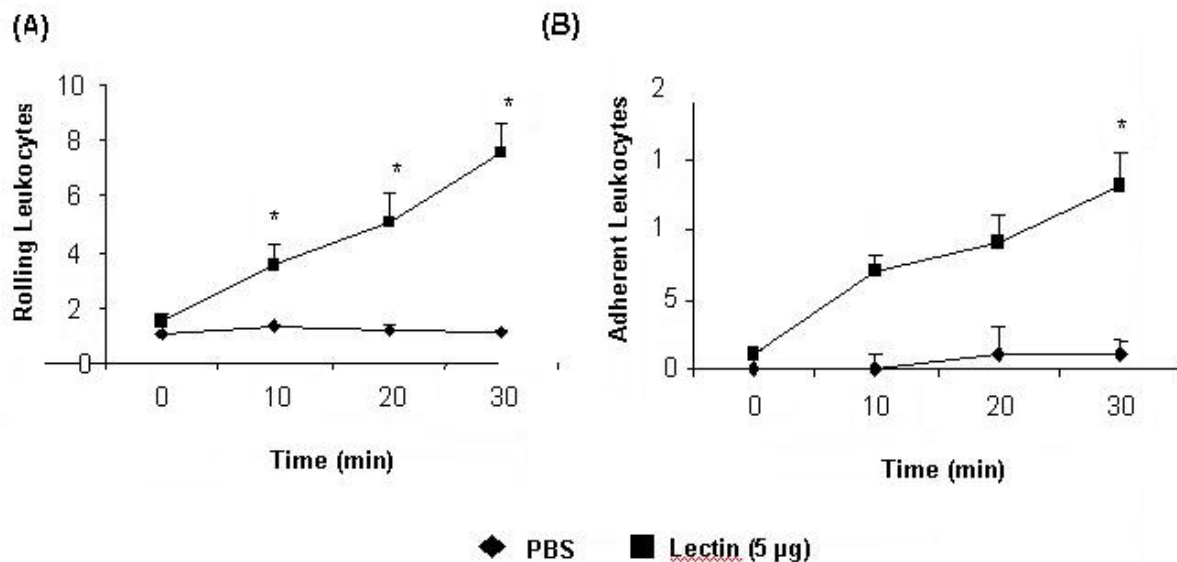 (A)
(B)
Rolling Leukocytes
10
8
6
4
2
0
*
*
*
0 10 20 30
Time (min)
Adherent Leukocytes
2
1
1
5
0
*
0 10 20 30
Time (min)
PBS
Lectin (5 µg)